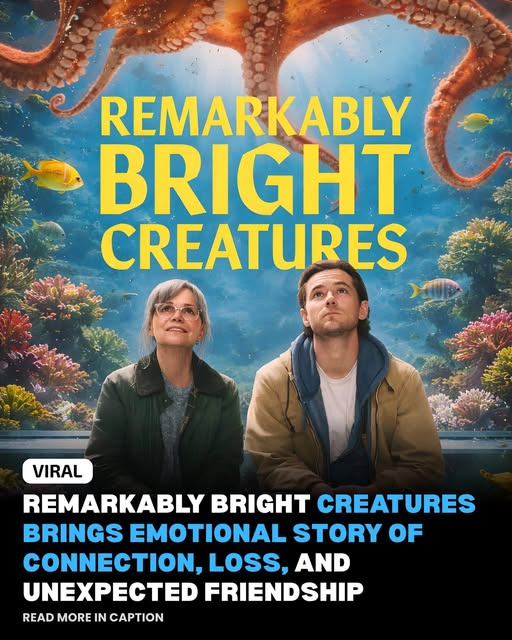 REMARKABLY
BRIGHT
CREATURES
VIRAL
REMARKABLY BRIGHT CREATURES
BRINGS EMOTIONAL STORY OF
CONNECTION, LOSS, AND
UNEXPECTED FRIENDSHIP
READ MORE IN CAPTION